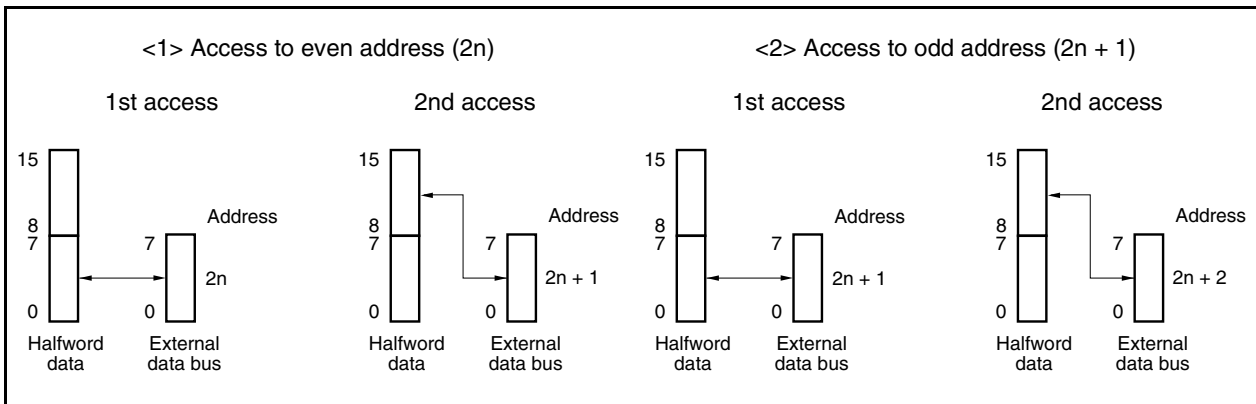 <1> Access to even address (2n)
<2> Access to odd address (2n + 1)
1st access
2nd access
1st access
2nd access
15
8
7
0
7
0
Address
2n
Halfword
data
External
data bus
15
8
7
0
7
0
Address
2n + 1
Halfword
data
External
data bus
15
8
7
0
7
0
Address
2n + 1
Halfword
data
External
data bus
15
8
7
0
7
0
Address
2n + 2
Halfword
data
External
data bus